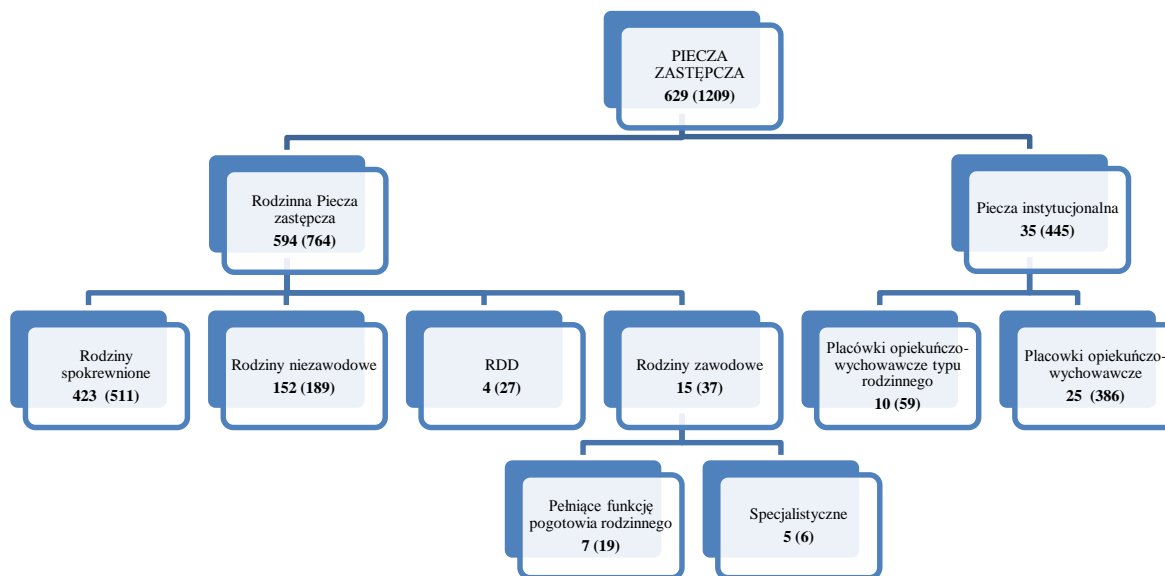 PIECZA
ZASTĘPCZA
629 (1209)
Rodzinna Piecza
zastępcza
594 (764)
Piecza instytucjonalna
35 (445)
Rodziny
spokrewnione
423 (511)
Rodziny niezawodowe
152 (189)
RDD
4 (27)
Rodziny zawodowe
15 (37)
Placówki opiekuńczo-
wychowawcze typu
rodzinnego
10 (59)
Placowki opiekuńczo-
wychowawcze
25 (386)
Pełniące funkcję
pogotowia rodzinnego
7 (19)
Specjalistyczne
5 (6)